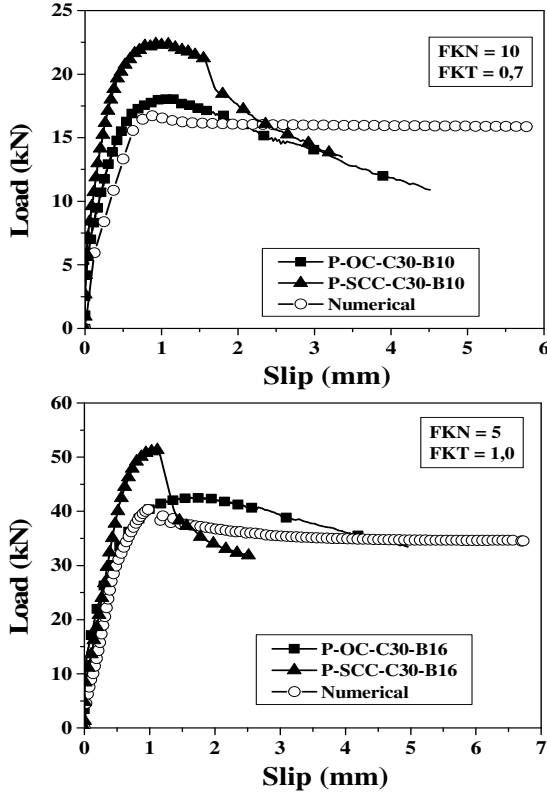 25
20
15
10
5
0
Load (kN)
FKN = 10
FKT = 0,7
P-OC-C30-B10
P-SCC-C30-B10
Numerical
0 1 2 3 4 5 6
Slip (mm)
60
50
40
30
20
10
0
Load (kN)
FKN = 5
FKT = 1,0
P-OC-C30-B16
P-SCC-C30-B16
Numerical
0 1 2 3 4 5 6 7
Slip (mm)